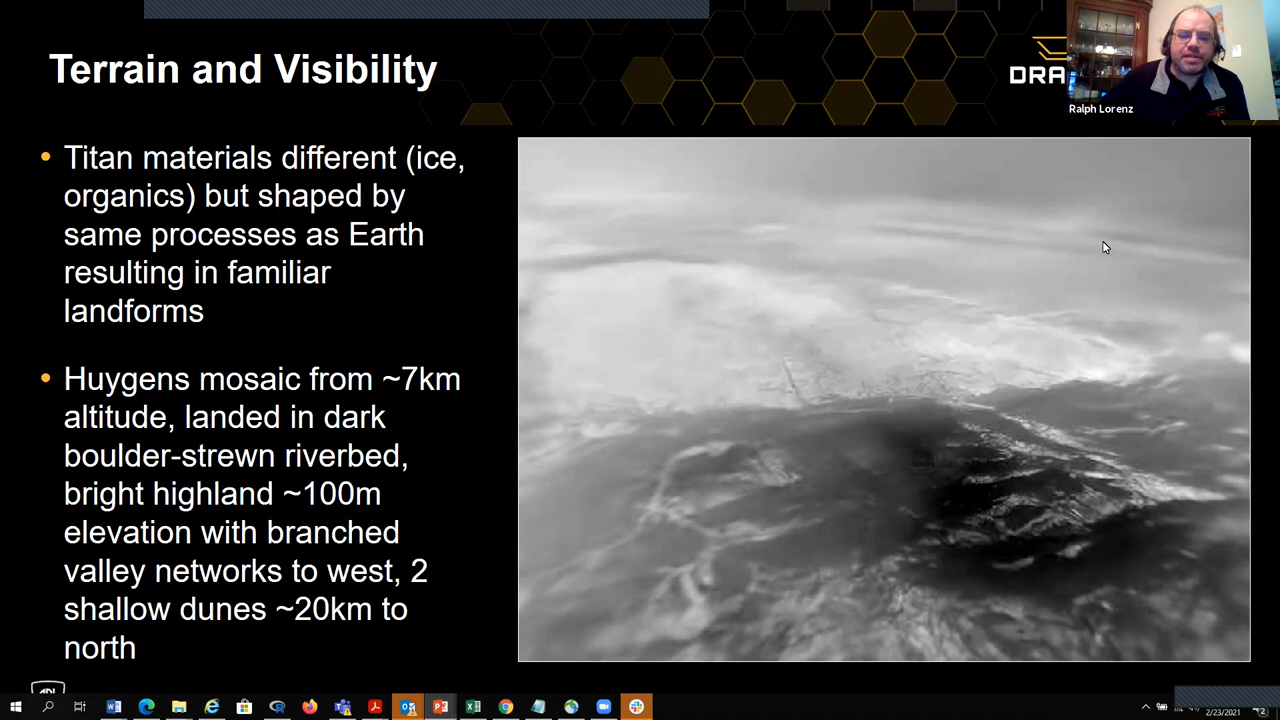 Terrain and Visibility
DRA
Ralph Lorenz
• Titan materials different (ice,
organics) but shaped by
same processes as Earth
resulting in familiar
landforms
• Huygens mosaic from ~7km
altitude, landed in dark
boulder-strewn riverbed,
bright highland ~100m
elevation with branched
valley networks to west, 2
shallow dunes ~20km to
north
APL
2/23/2021